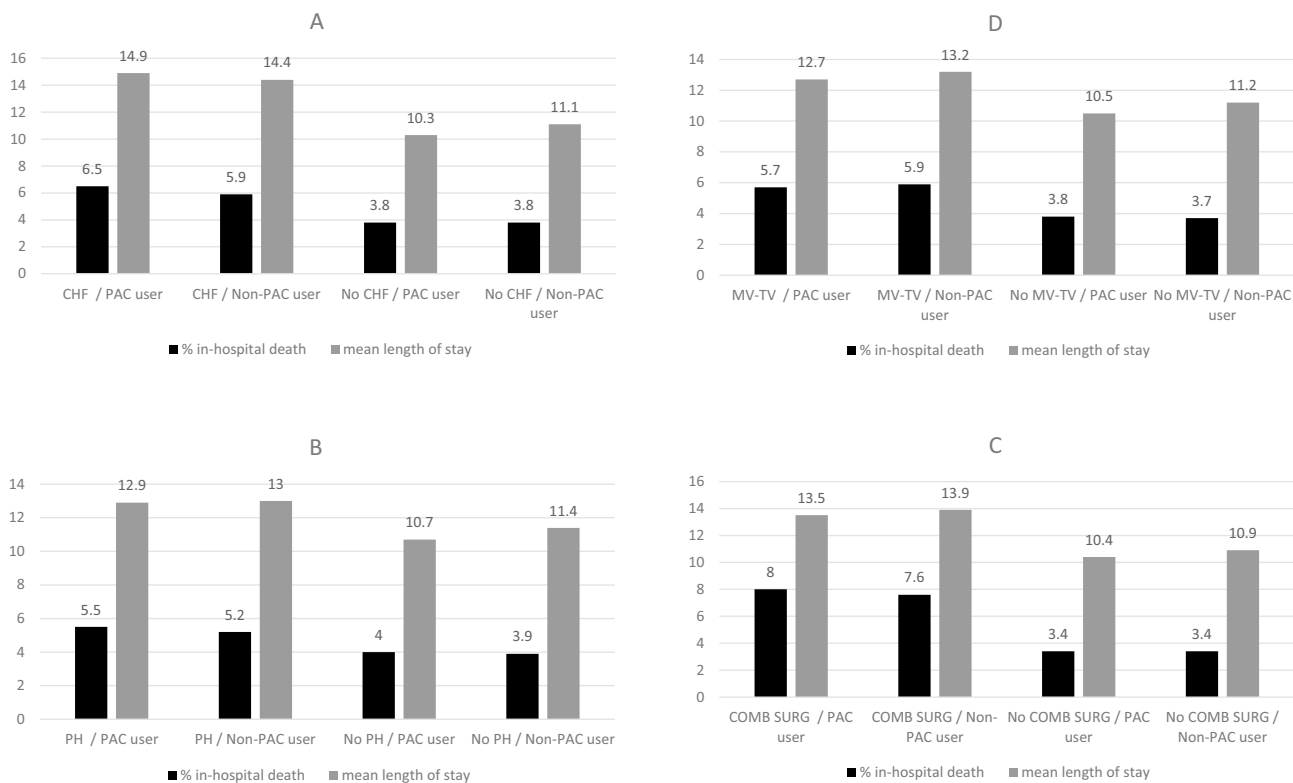 A
16
14
12
10
8
6
4
2
0
6.5
14.9
5.9
14.4
3.8
10.3
3.8
11.1
CHF / PAC user
CHF / Non-PAC user
No CHF / PAC user
No CHF / Non-PAC
user
% in-hospital death
mean length of stay
D
14
12
10
8
6
4
2
0
5.7
12.7
5.9
13.2
3.8
10.5
3.7
11.2
MV-TV / PAC user
MV-TV / Non-PAC
user
No MV-TV / PAC user
No MV-TV / Non-PAC
user
% in-hospital death
mean length of stay
B
14
12
10
8
6
4
2
0
5.5
12.9
5.2
13
4
10.7
3.9
11.4
PH / PAC user
PH / Non-PAC user
No PH / PAC user
No PH / Non-PAC user
% in-hospital death
mean length of stay
C
16
14
12
10
8
6
4
2
0
8
13.5
7.6
13.9
3.4
10.4
3.4
10.9
COMB SURG / PAC
user
COMB SURG / Non-
PAC user
No COMB SURG / PAC
user
No COMB SURG /
Non-PAC user
% in-hospital death
mean length of stay